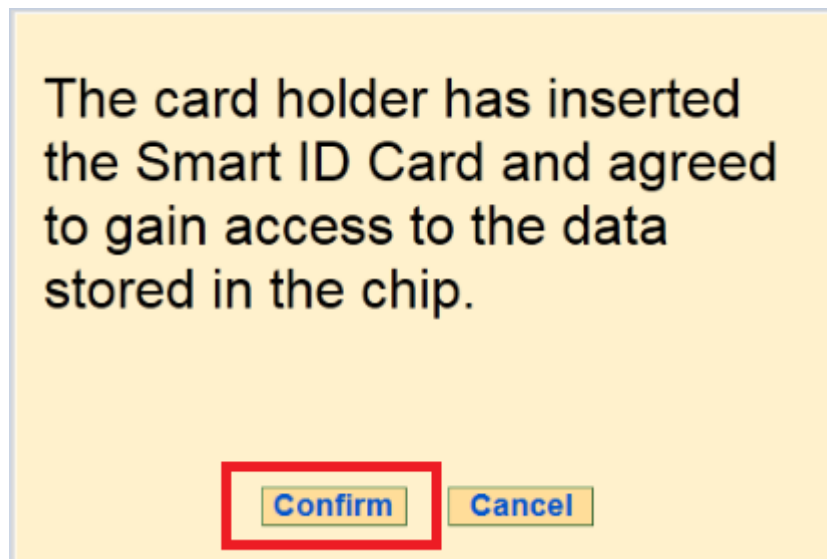 The card holder has inserted
the Smart ID Card and agreed
to gain access to the data
stored in the chip.
Confirm Cancel